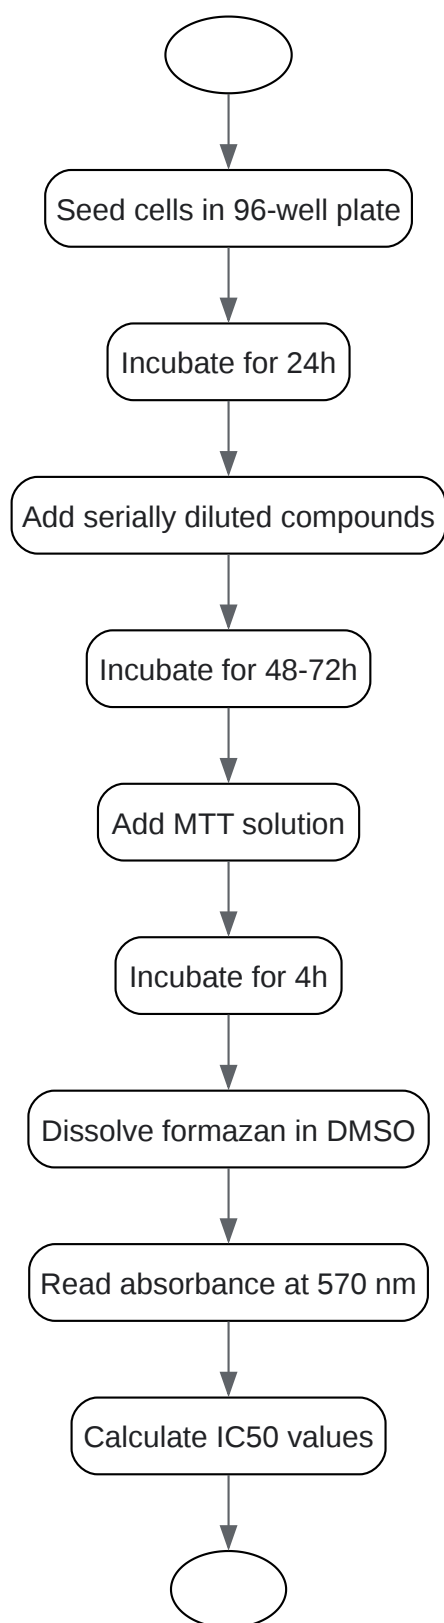 Seed cells in 96-well plate
Incubate for 24h
Add serially diluted compounds
Incubate for 48-72h
Add MTT solution
Incubate for 4h
Dissolve formazan in DMSO
Read absorbance at 570 nm
Calculate IC50 values